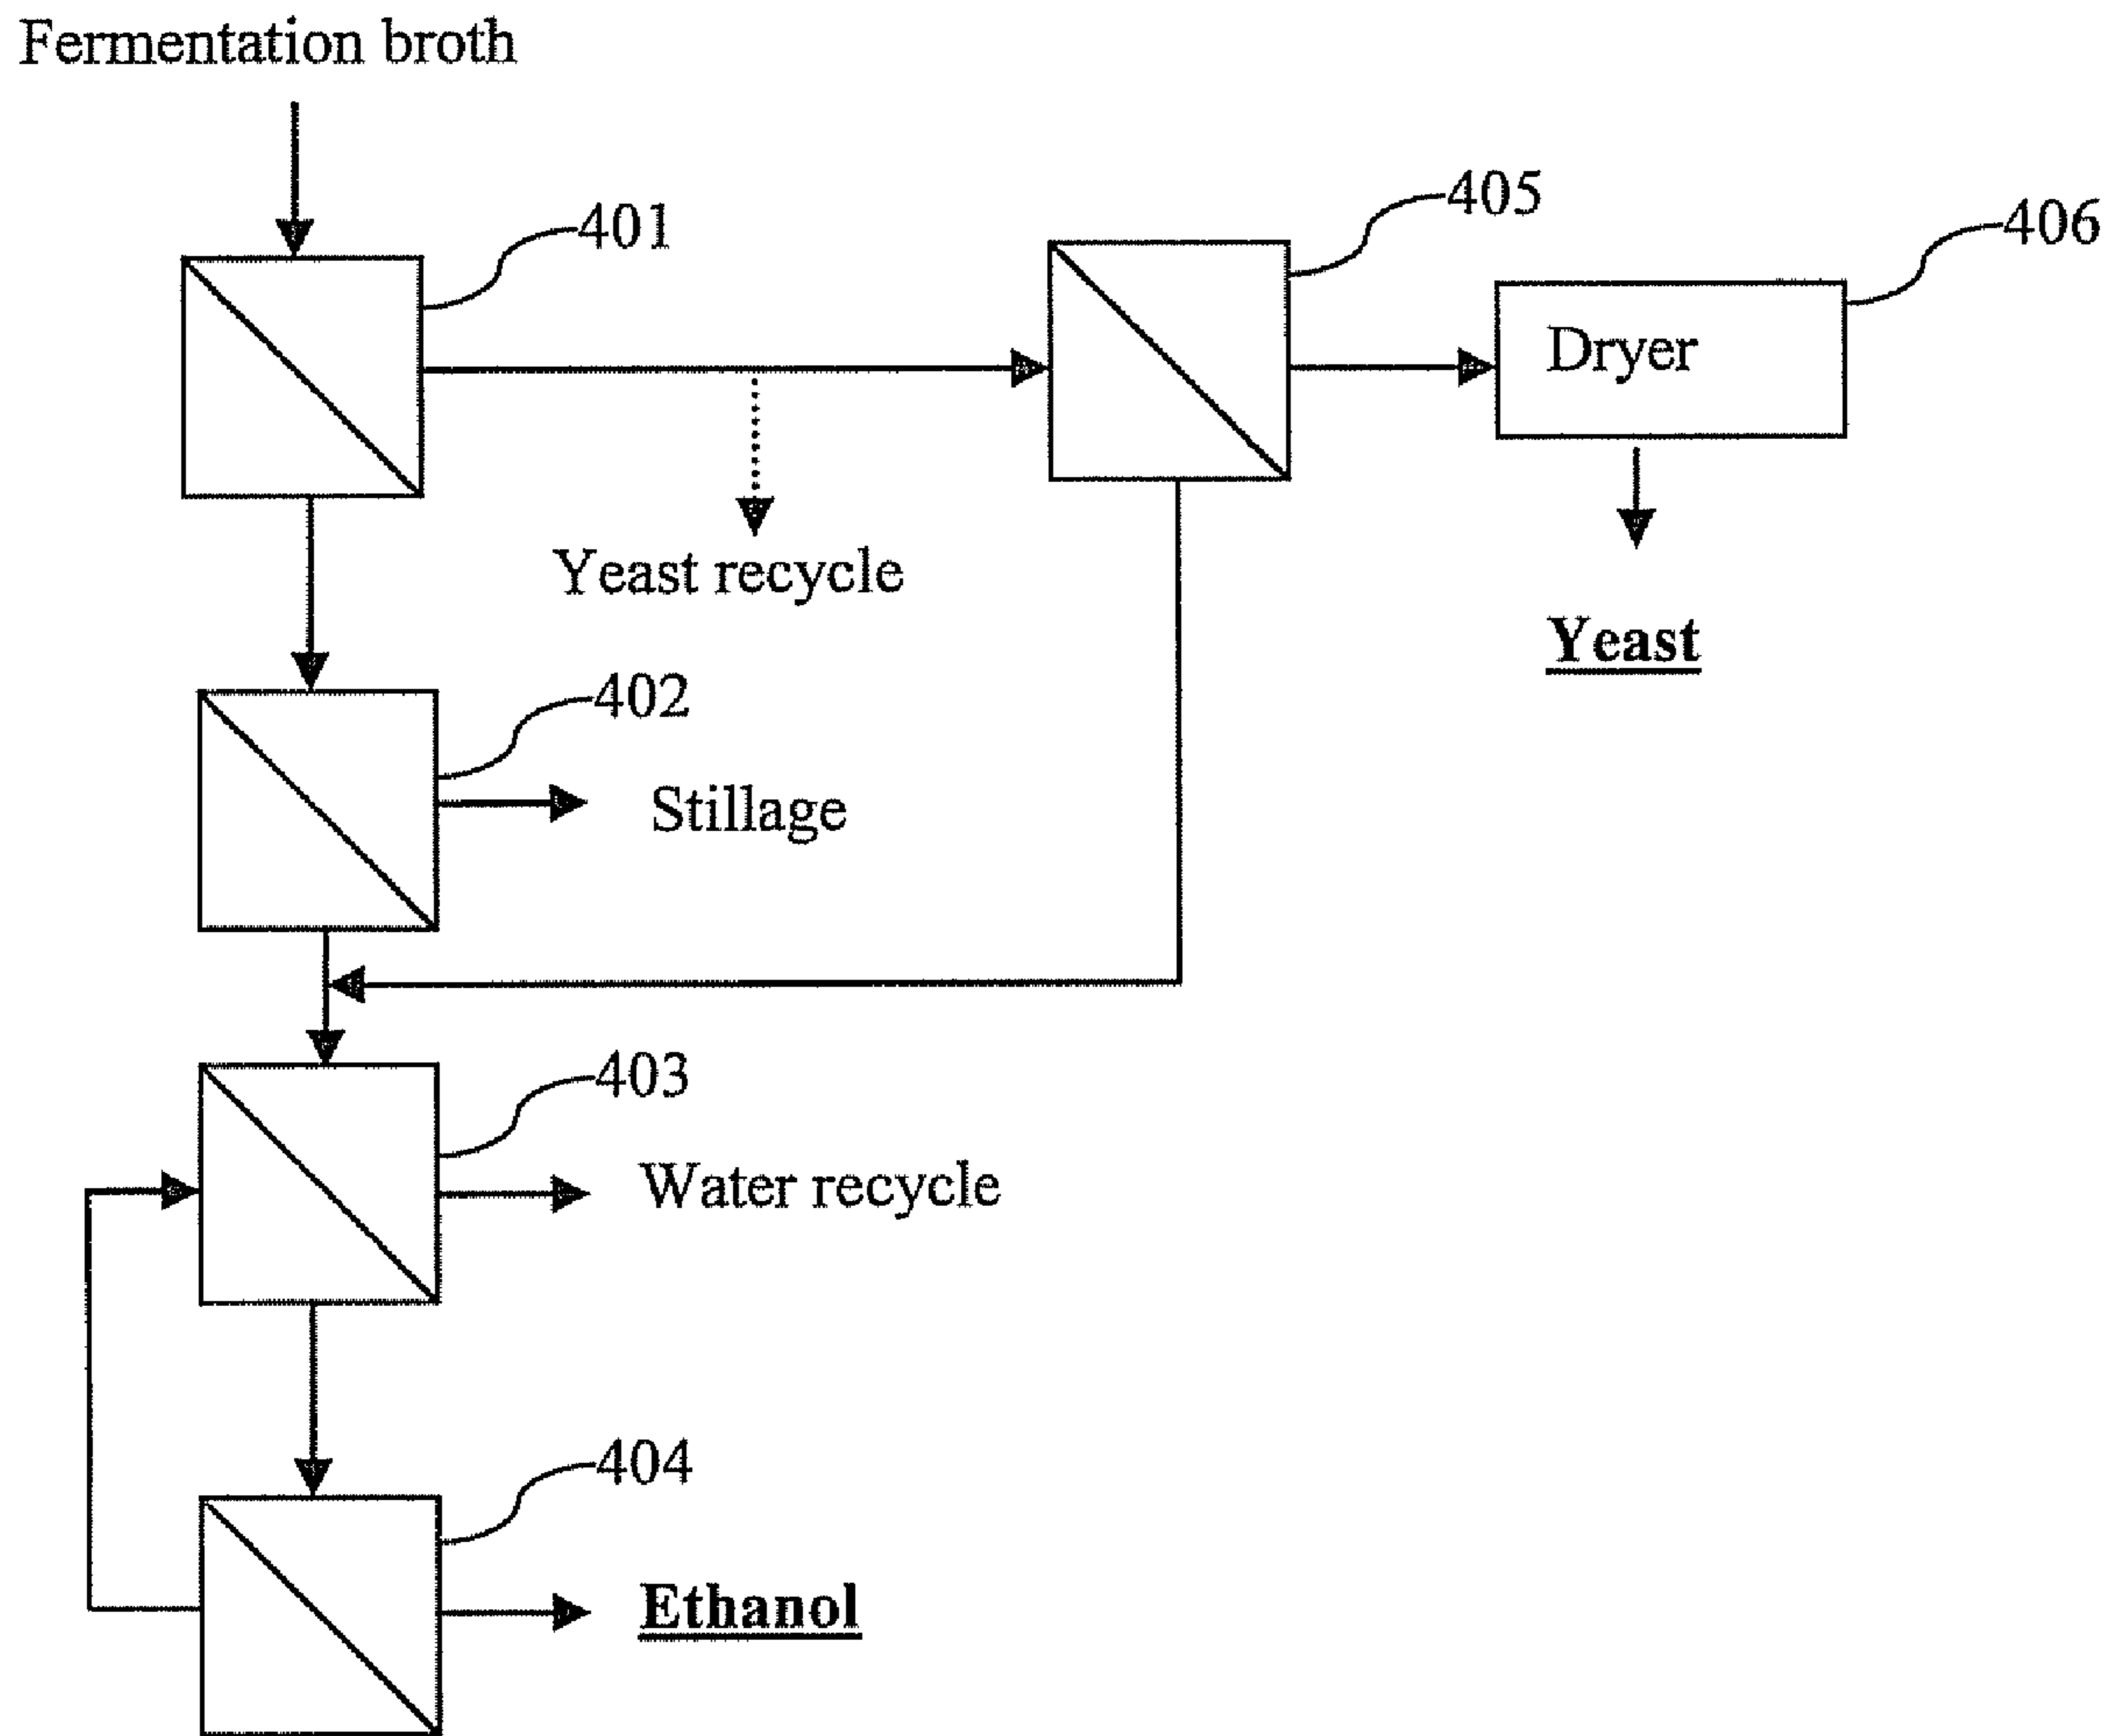 Fermentation broth
401
405
406
Dryer
Yeast recycle
Yeast
402
Stillage
403
Water recycle
404
Ethanol